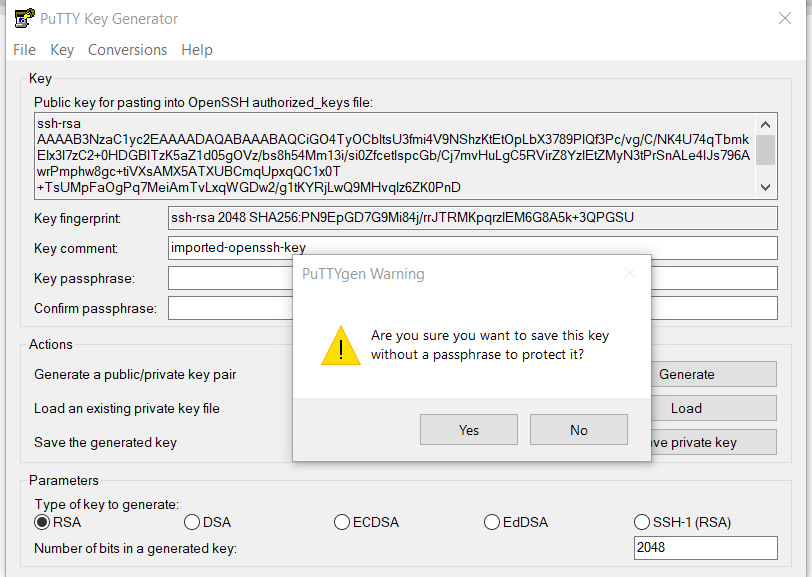 PuTTY Key Generator
File Key Conversions Help
Key
Public key for pasting into OpenSSH authorized_keys file:
ssh-rsa
AAAAB3NzaC1yc2EAAAADAQABAAABAQCiGO4TyOCbltsU3fmi4V9NShzKtEtOpLbX3789PlQf3Pc/vg/C/NK4U74qTbmk
Elx3l7zC2+0HDGBlTzK5aZ1d05gOVz/bs8h54Mm13i/si0ZfcetlspcGb/Cj7mvHuLgC5RVirZ8YzlEtZMyN3tPrSnALe4lJs796A
wrPmphw8gc+tiVXsAMX5ATXUBCmqUpxqQC1x0T
+TsUMpFaOgPq7MeiAmTvLxqWGDw2/g1tKYRjLwQ9MHvqlz6ZK0PnD
Key fingerprint:
ssh-rsa 2048 SHA256:PN9EpGD7G9Mi84j/rrJTRMKpqrzlEM6G8A5k+3QPGSU
Key comment:
imported-openssh-key
Key passphrase:
Confirm passphrase:
PuTTYgen Warning
Are you sure you want to save this key
without a passphrase to protect it?
Yes No
Actions
Generate a public/private key pair
Generate
Load an existing private key file
Load
Save the generated key
private key
Parameters
Type of key to generate:
RSA DSA ECDSA EdDSA SSH-1 (RSA)
Number of bits in a generated key:
2048